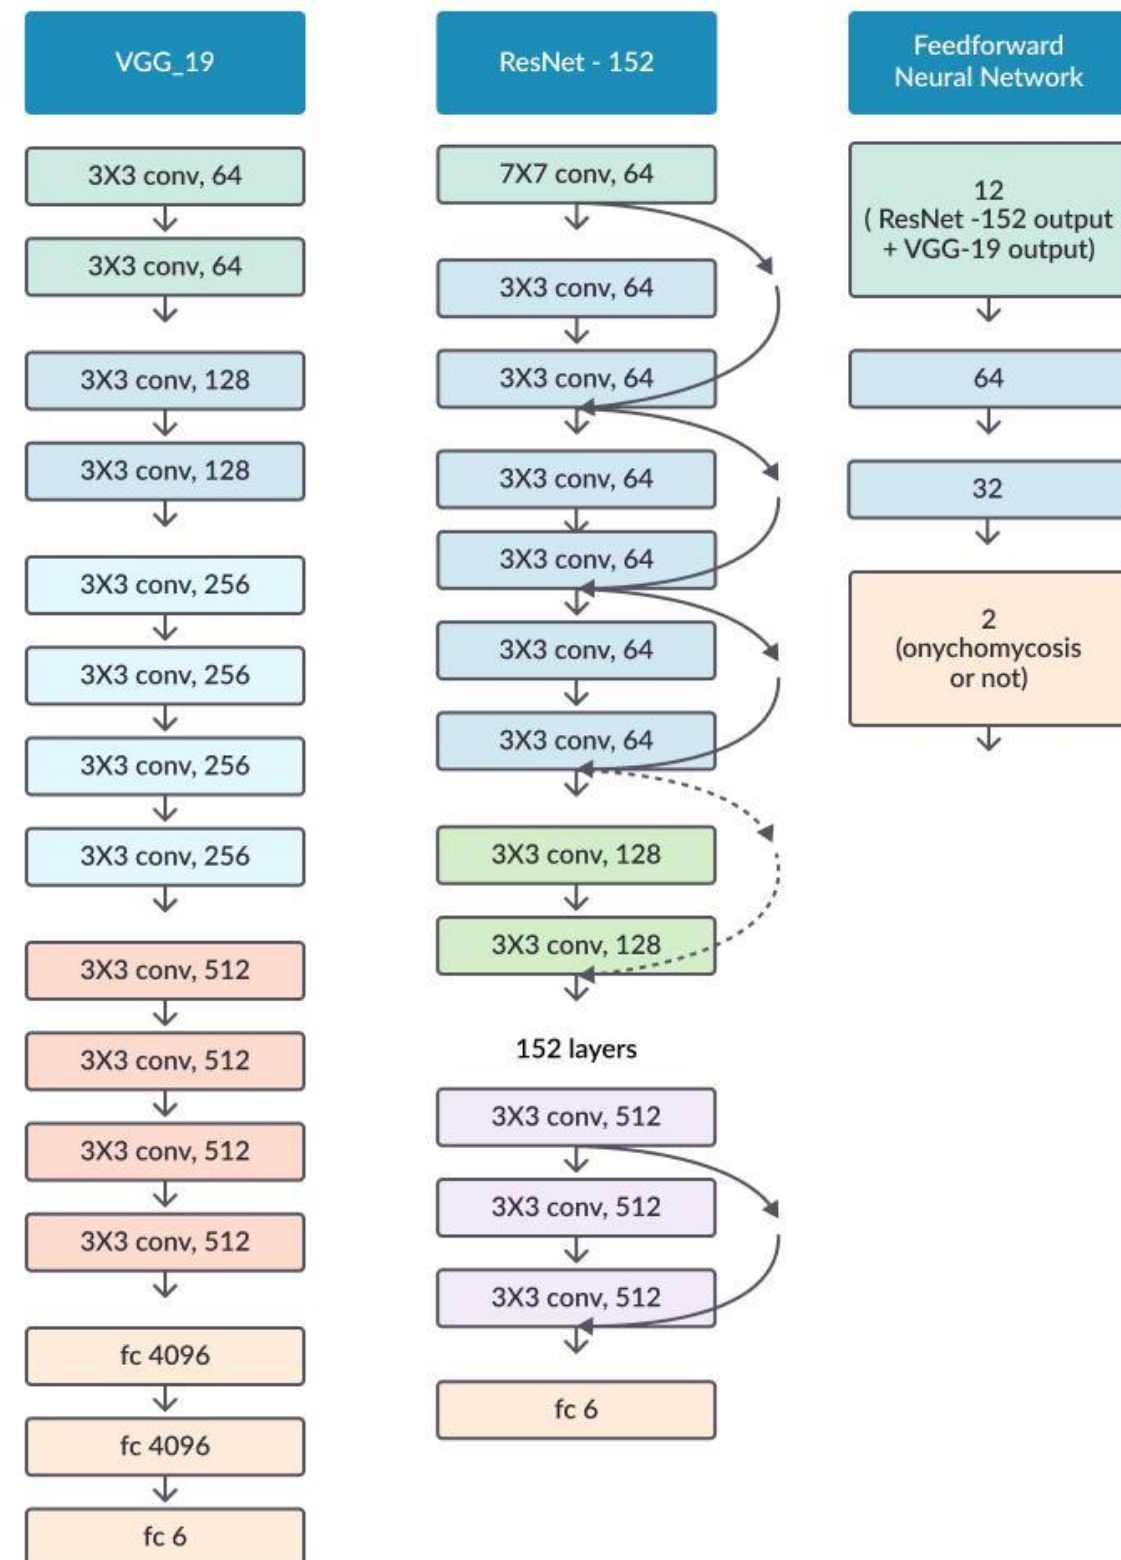 VGG_19
3X3 conv, 64
3X3 conv, 64
3X3 conv, 128
3X3 conv, 128
3X3 conv, 256
3X3 conv, 256
3X3 conv, 256
3X3 conv, 256
3X3 conv, 512
3X3 conv, 512
3X3 conv, 512
3X3 conv, 512
fc 4096
fc 4096
fc 6
ResNet - 152
7X7 conv, 64
3X3 conv, 64
3X3 conv, 64
3X3 conv, 64
3X3 conv, 64
3X3 conv, 64
3X3 conv, 64
3X3 conv, 128
3X3 conv, 128
152 layers
3X3 conv, 512
3X3 conv, 512
3X3 conv, 512
fc 6
Feedforward
Neural Network
12
( ResNet -152 output
+ VGG-19 output)
64
32
2
(onychomycosis
or not)